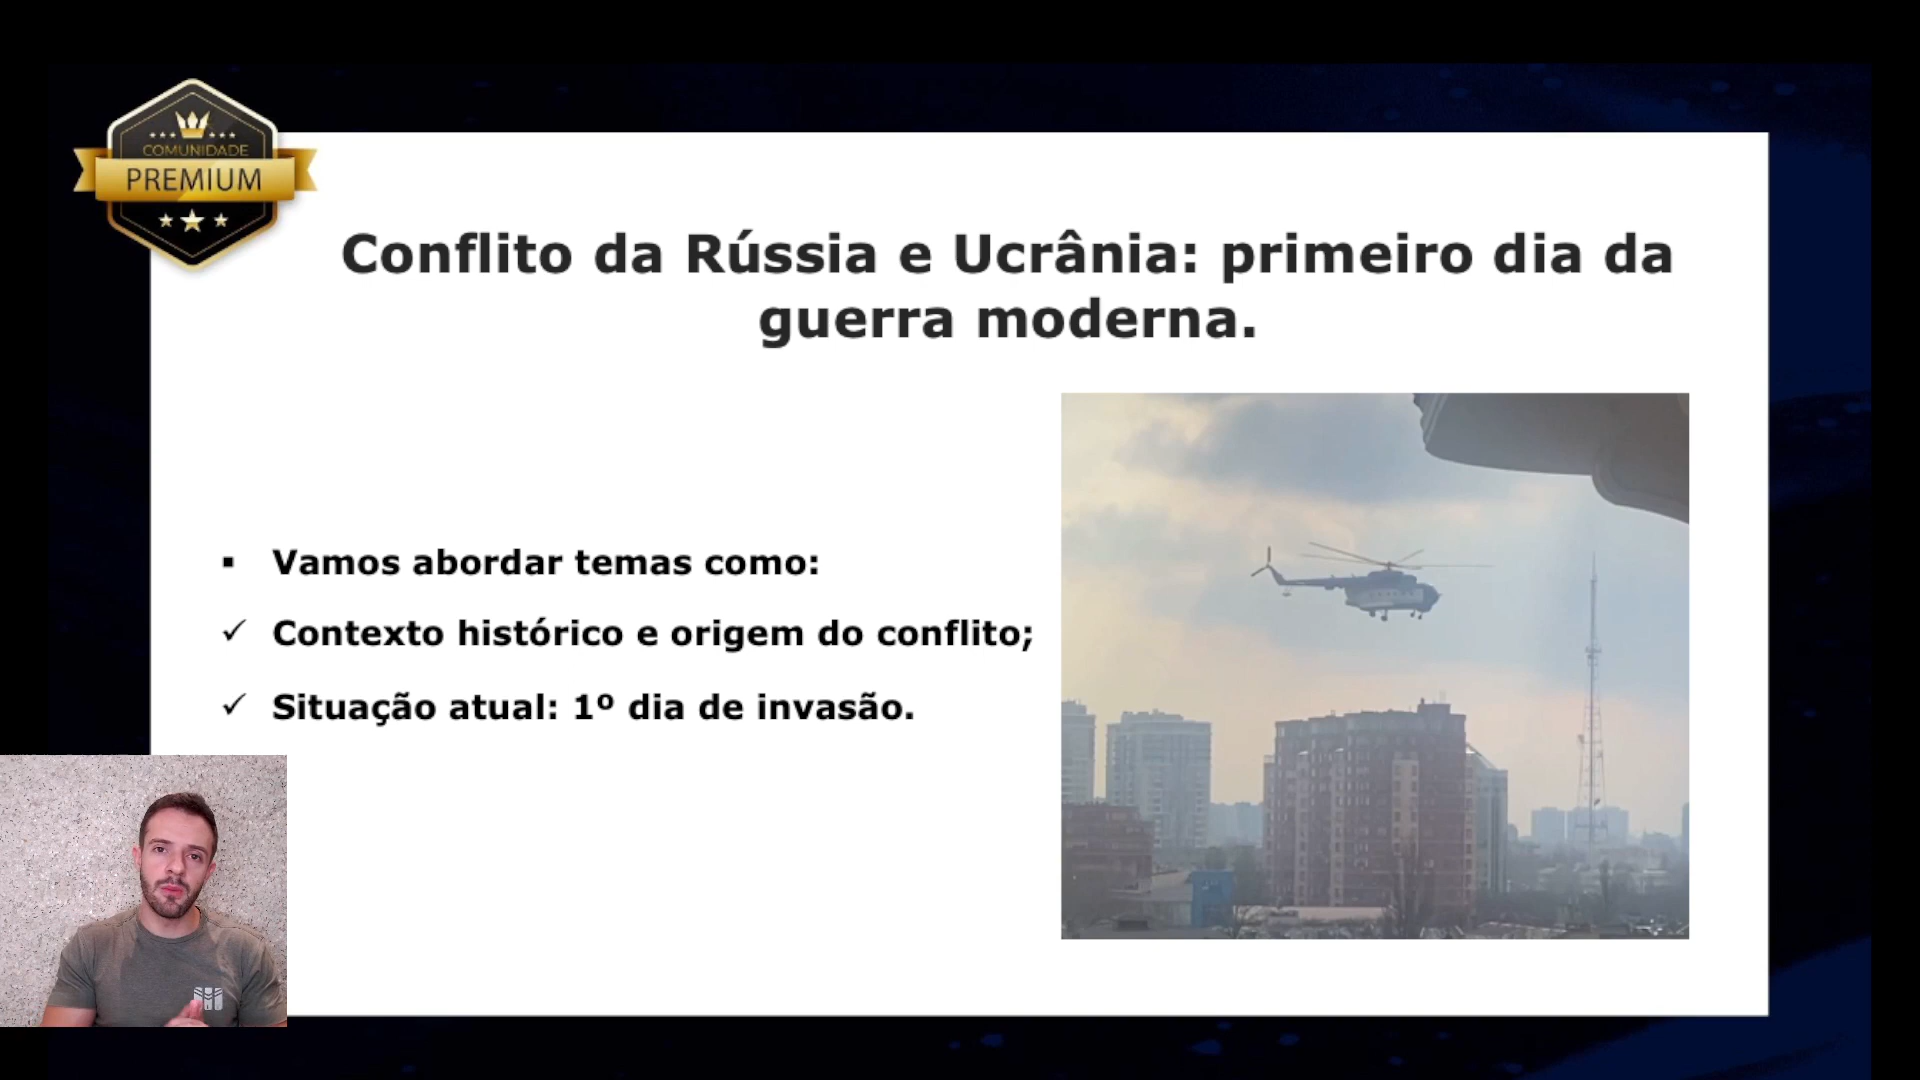 COMUNIDADE
PREMIUM
Conflito da Rússia e Ucrânia: primeiro dia da
guerra moderna.
▪ Vamos abordar temas como:
✓ Contexto histórico e origem do conflito;
✓ Situação atual: 1º dia de invasão.